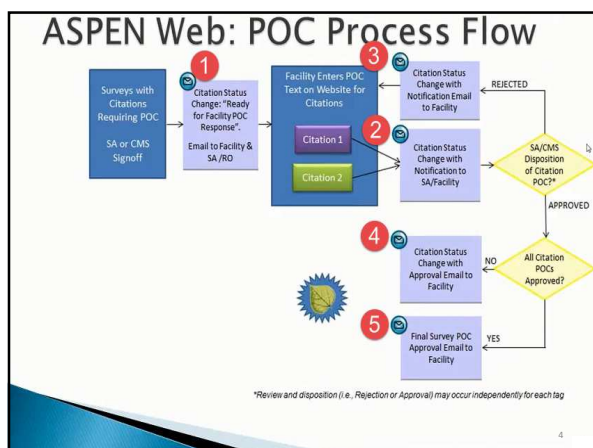 ASPEN Web: POC Process Flow
Surveys with
Citations
Requiring POC
SA or CMS
Signoff
1
Citation Status
Change: "Ready
for Facility POC
Response".
Email to Facility &
SA /RO
Facility Enters POC
Text on Website for
Citations
Citation 1
Citation 2
3
Citation Status
Change with
Notification Email
to Facility
REJECTED
2
Citation Status
Change with
Notification to
SA/Facility
SA/CMS
Disposition
of Citation
POC?*
APPROVED
4
Citation Status
Change with
Approval Email to
Facility
NO
All Citation
POCs
Approved?
5
Final Survey POC
Approval Email to
Facility
YES
*Review and disposition (i.e., Rejection or Approval) may occur independently for each tag
4